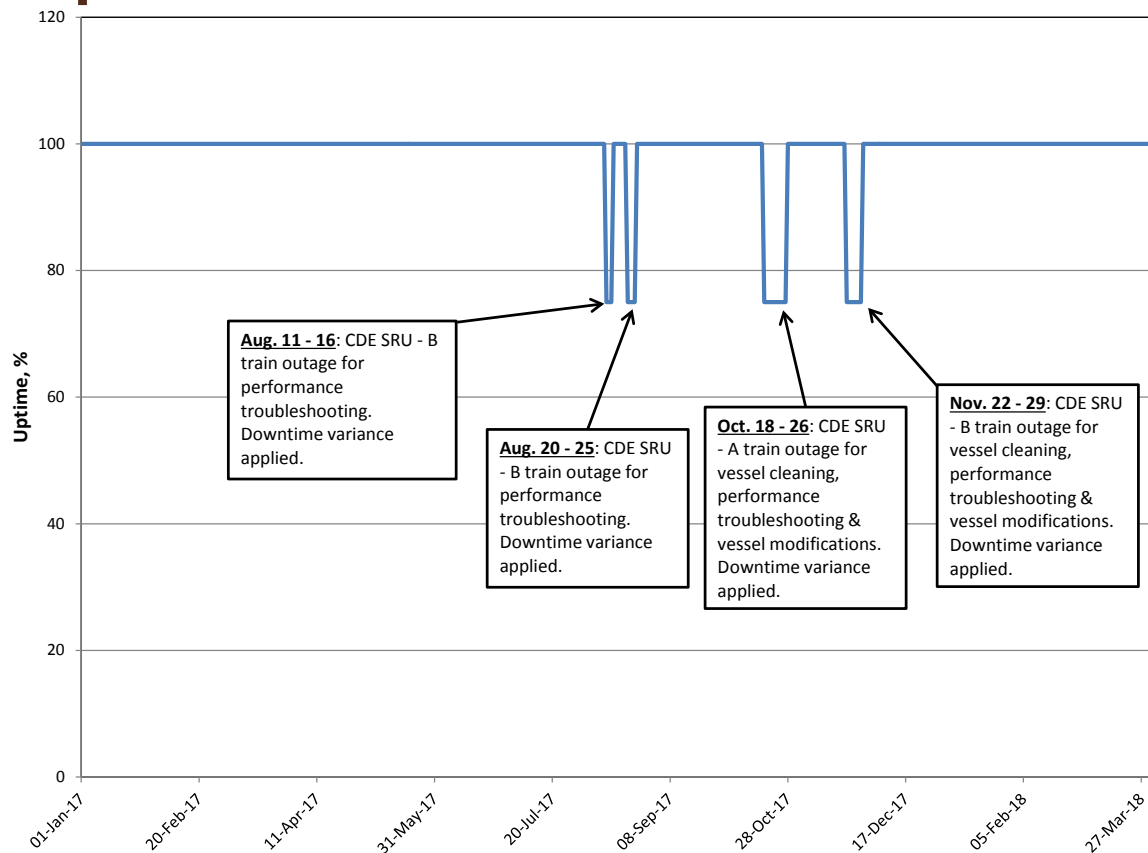 120
100
80
60
40
20
0
Uptime, %
Aug. 11 - 16: CDE SRU - B
train outage for
performance
troubleshooting.
Downtime variance
applied.
Aug. 20 - 25: CDE SRU
- B train outage for
performance
troubleshooting.
Downtime variance
applied.
Oct. 18 - 26: CDE SRU
- A train outage for
vessel cleaning,
performance
troubleshooting &
vessel modifications.
Downtime variance
applied.
Nov. 22 - 29: CDE SRU
- B train outage for
vessel cleaning,
performance
troubleshooting &
vessel modifications.
Downtime variance
applied.
01-Jan-17
20-Feb-17
11-Apr-17
31-May-17
20-Jul-17
08-Sep-17
28-Oct-17
17-Dec-17
05-Feb-18
27-Mar-18